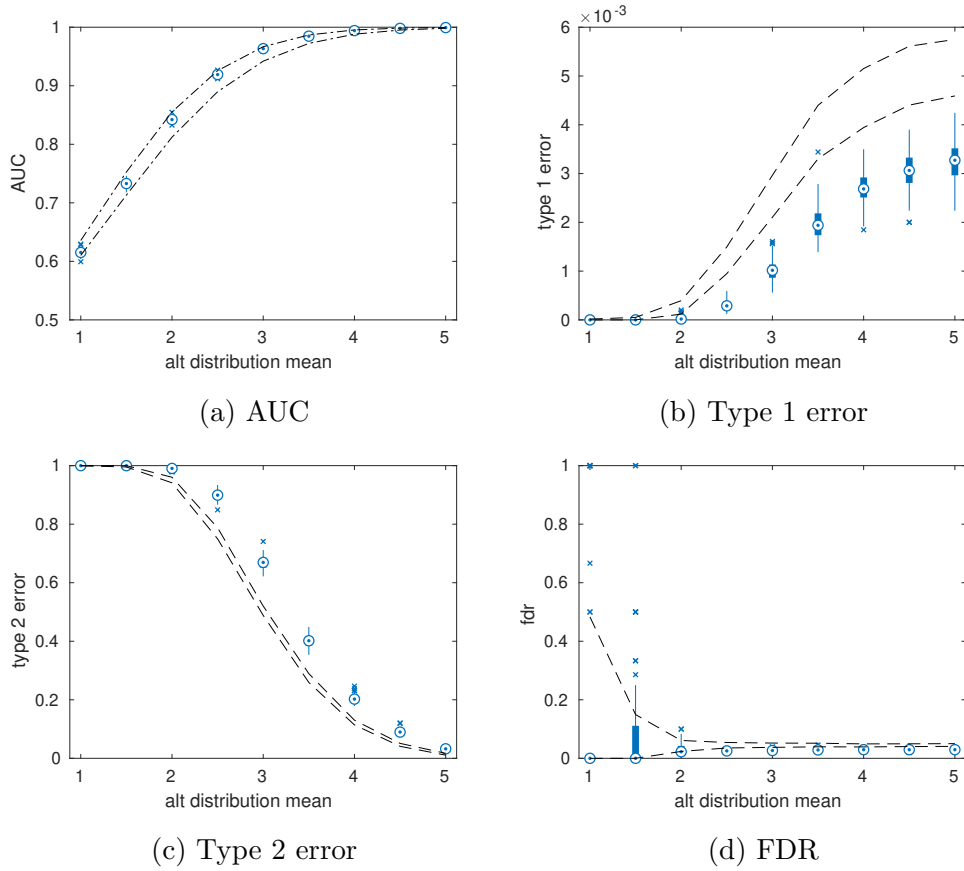 1
0.9
0.8
0.7
0.6
0.5
AUC
1 2 3 4 5
alt distribution mean
(a) AUC
×10⁻³
6
5
4
3
2
1
0
type 1 error
1 2 3 4 5
alt distribution mean
(b) Type 1 error
1
0.8
0.6
0.4
0.2
0
type 2 error
1 2 3 4 5
alt distribution mean
(c) Type 2 error
1
0.8
0.6
0.4
0.2
0
fdr
1 2 3 4 5
alt distribution mean
(d) FDR